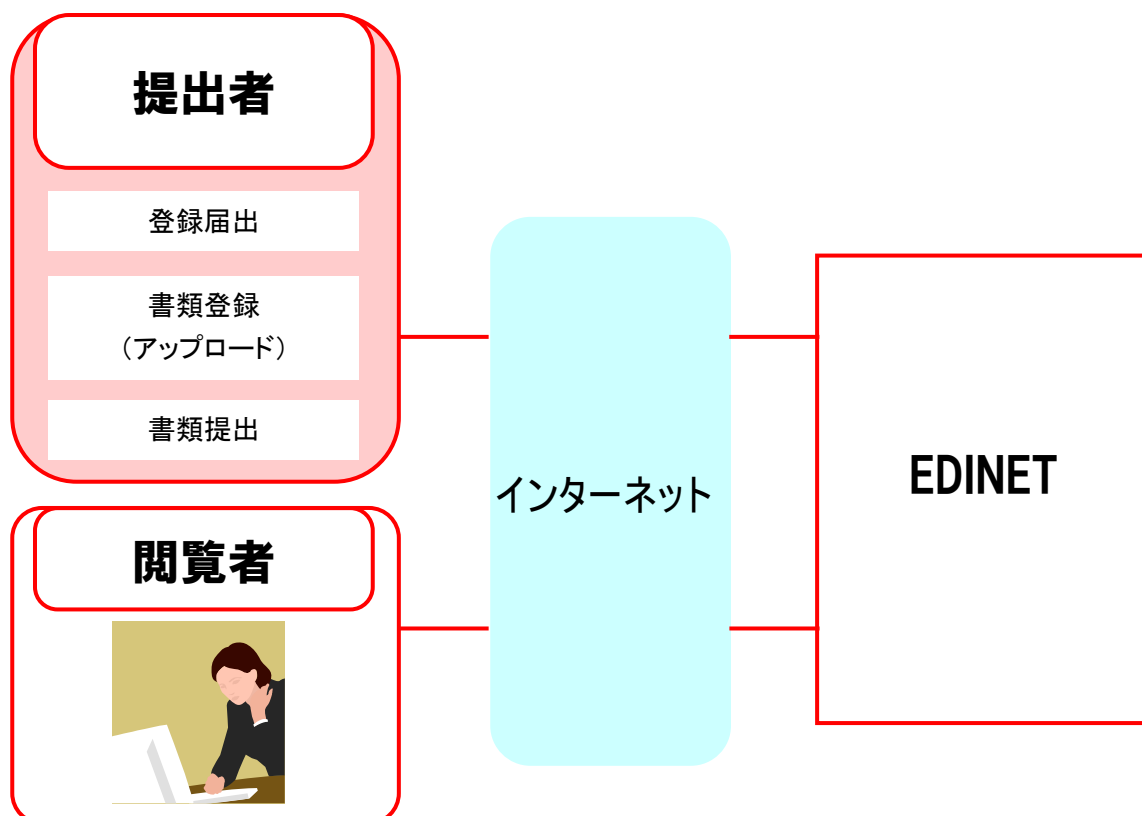 提出者
登録届出
書類登録
（アップロード）
書類提出
閲覧者
インターネット
EDINET